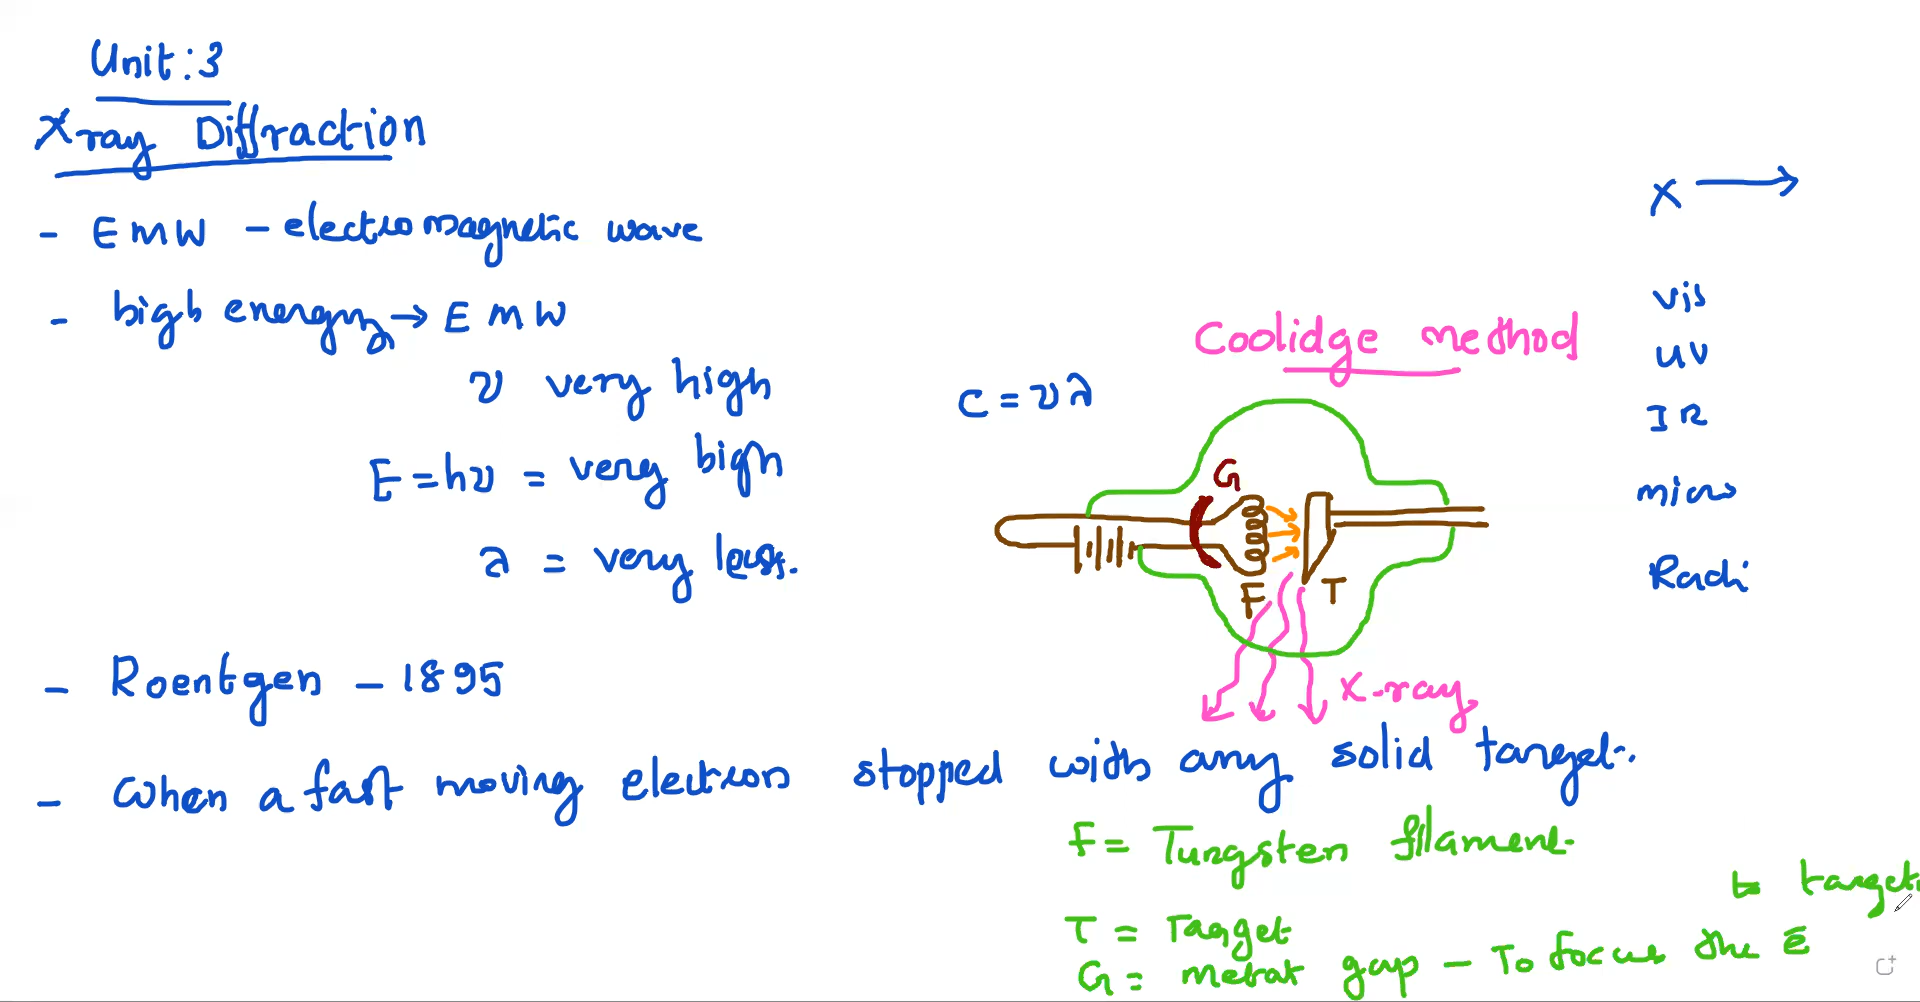 Unit : 3
Xray Diffraction
- EMW - electromagnetic wave
- high energy → EMW
ν very high
E = hν = very high
λ = very less.
- Roentgen - 1895
- When a fast moving electron stopped with any solid target.
C = νλ
Coolidge method
G
F
T
X-ray
F = Tungsten filament
T = Target
G = metal gap - To focus the e̅
to target
X →
Vis
UV
IR
micro
Radi